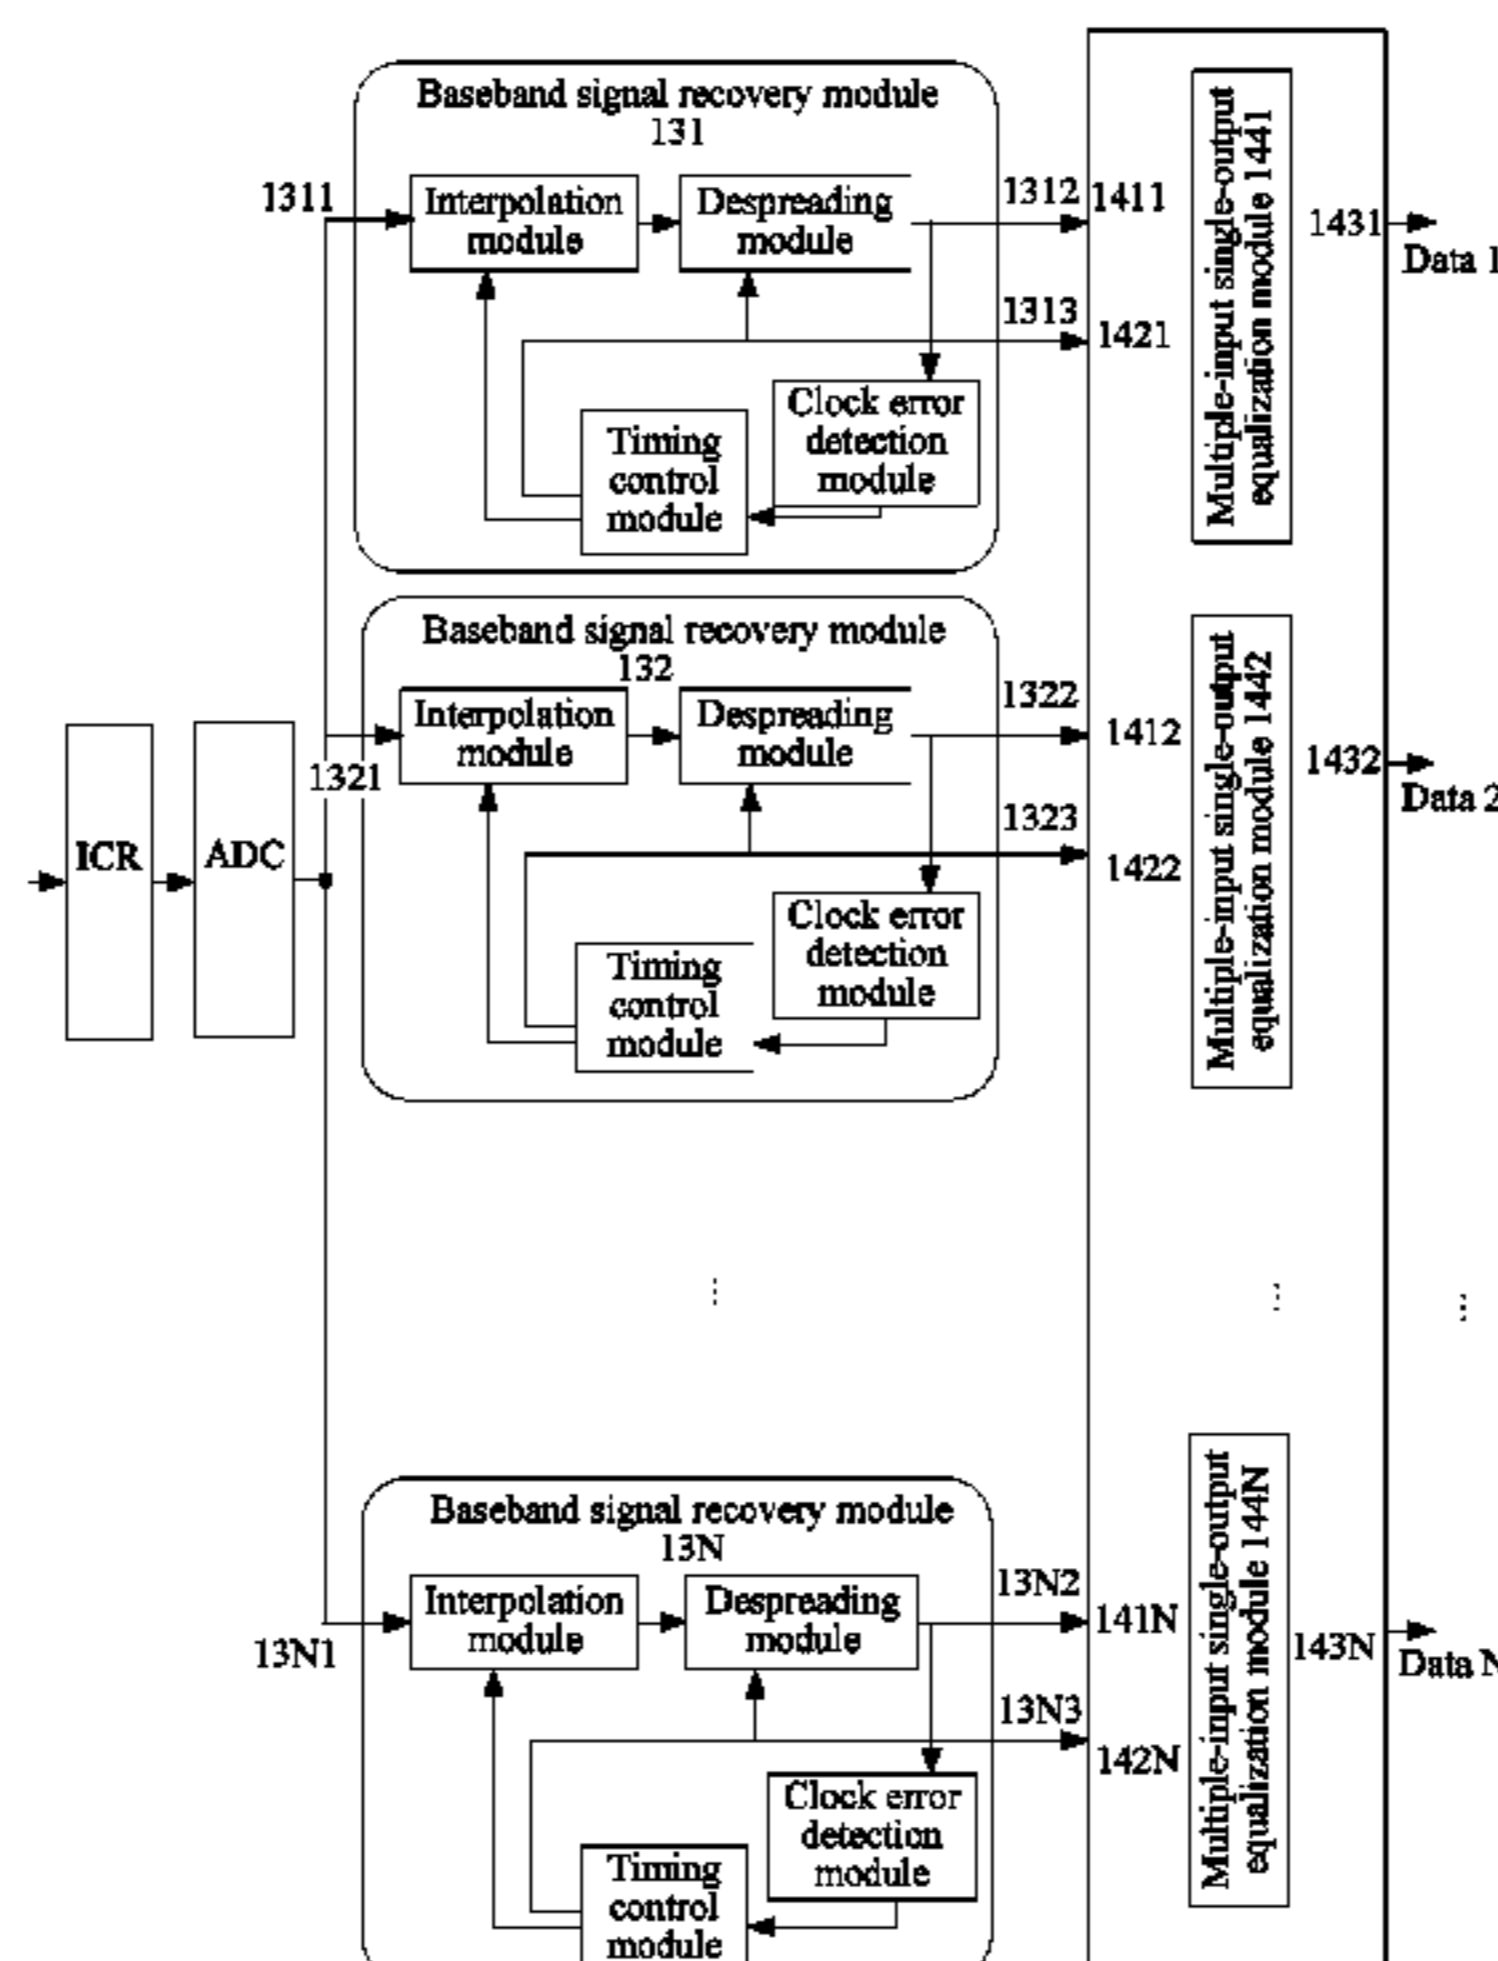 Baseband signal recovery module
131
1311
Interpolation
module
Despreading
module
1312
1411
1313
1421
Clock error
detection
module
Timing
control
module
Multiple-input single-output
equalization module 1441
1431
Data 1
Baseband signal recovery module
132
1321
Interpolation
module
Despreading
module
1322
1412
1323
1422
Clock error
detection
module
Timing
control
module
Multiple-input single-output
equalization module 1442
1432
Data 2
ICR
ADC
Baseband signal recovery module
13N
13N1
Interpolation
module
Despreading
module
13N2
141N
13N3
142N
Clock error
detection
module
Timing
control
module
Multiple-input single-output
equalization module 144N
143N
Data N